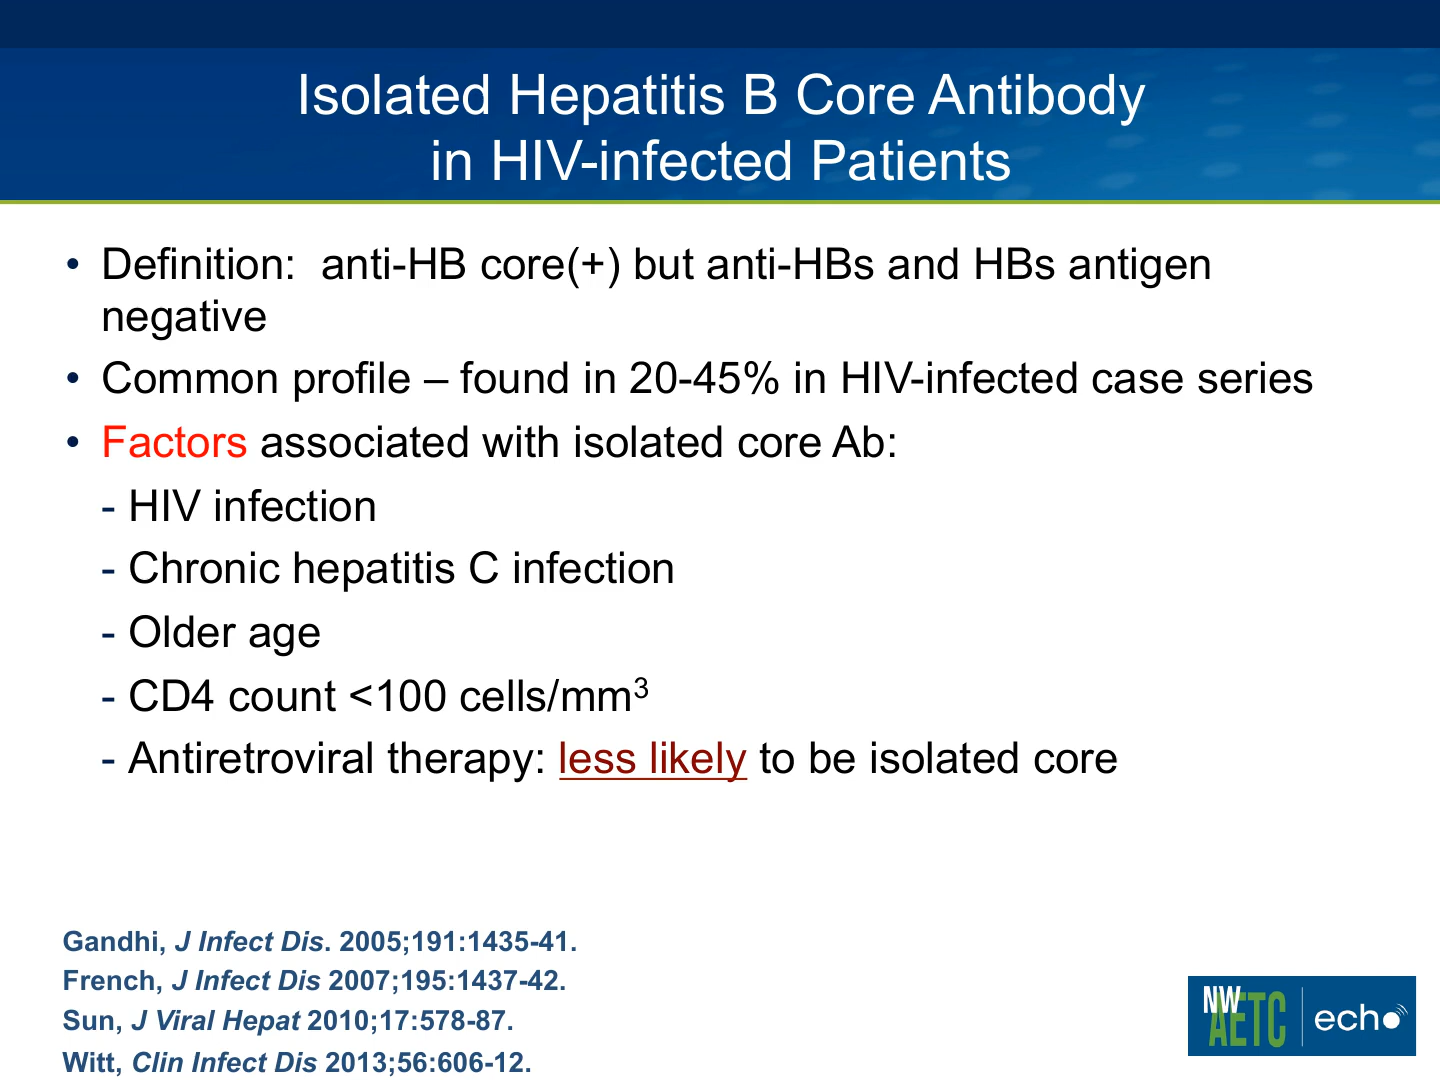 Isolated Hepatitis B Core Antibody
in HIV-infected Patients
• Definition:  anti-HB core(+) but anti-HBs and HBs antigen
negative
• Common profile – found in 20-45% in HIV-infected case series
• Factors associated with isolated core Ab:
- HIV infection
- Chronic hepatitis C infection
- Older age
- CD4 count <100 cells/mm³
- Antiretroviral therapy: less likely to be isolated core
Gandhi, J Infect Dis. 2005;191:1435-41.
French, J Infect Dis 2007;195:1437-42.
Sun, J Viral Hepat 2010;17:578-87.
Witt, Clin Infect Dis 2013;56:606-12.
NW
AETC
echo